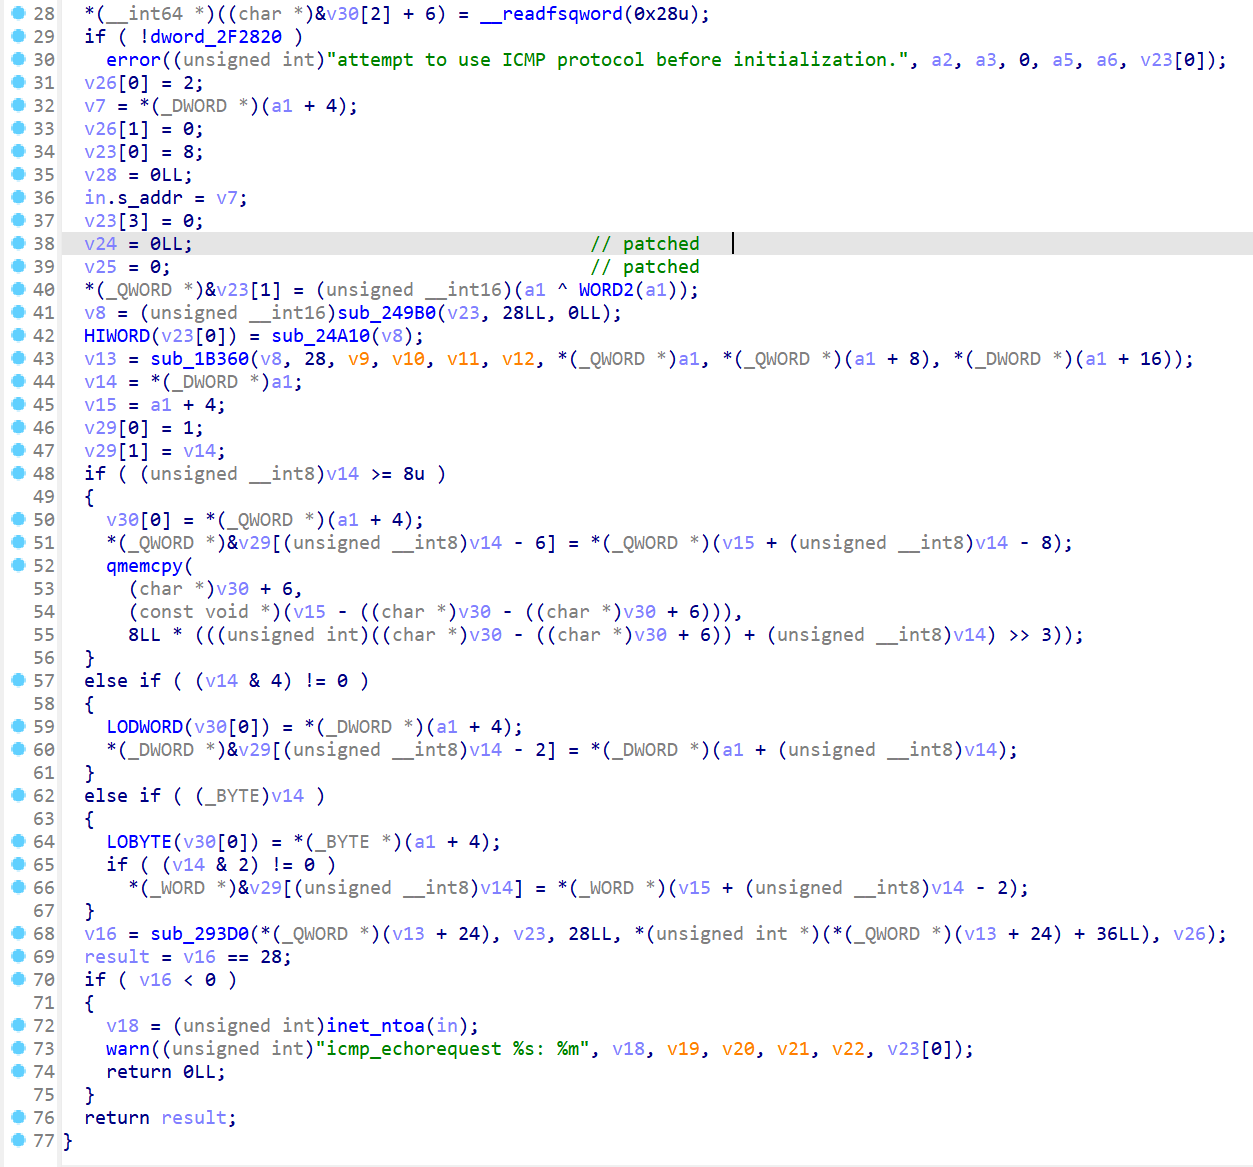 28 *(__int64 *)((char *)&v30[2] + 6) = __readfsqword(0x28u);
29 if ( !dword_2F2820 )
30 error((unsigned int)"attempt to use ICMP protocol before initialization.", a2, a3, 0, a5, a6, v23[0]);
31 v26[0] = 2;
32 v7 = *(_DWORD *)(a1 + 4);
33 v26[1] = 0;
34 v23[0] = 8;
35 v28 = 0LL;
36 in.s_addr = v7;
37 v23[3] = 0;
38 v24 = 0LL; // patched
39 v25 = 0; // patched
40 *(_QWORD *)&v23[1] = (unsigned __int16)(a1 ^ WORD2(a1));
41 v8 = (unsigned __int16)sub_249B0(v23, 28LL, 0LL);
42 HIWORD(v23[0]) = sub_24A10(v8);
43 v13 = sub_1B360(v8, 28, v9, v10, v11, v12, *(_QWORD *)a1, *(_QWORD *)(a1 + 8), *(_DWORD *)(a1 + 16));
44 v14 = *(_DWORD *)a1;
45 v15 = a1 + 4;
46 v29[0] = 1;
47 v29[1] = v14;
48 if ( (unsigned __int8)v14 >= 8u )
49 {
50 v30[0] = *(_QWORD *)(a1 + 4);
51 *(_QWORD *)&v29[(unsigned __int8)v14 - 6] = *(_QWORD *)(v15 + (unsigned __int8)v14 - 8);
52 qmemcpy(
53 (char *)v30 + 6,
54 (const void *)(v15 - ((char *)v30 - ((char *)v30 + 6))),
55 8LL * (((unsigned int)((char *)v30 - ((char *)v30 + 6)) + (unsigned __int8)v14) >> 3));
56 }
57 else if ( (v14 & 4) != 0 )
58 {
59 LODWORD(v30[0]) = *(_DWORD *)(a1 + 4);
60 *(_DWORD *)&v29[(unsigned __int8)v14 - 2] = *(_DWORD *)(a1 + (unsigned __int8)v14);
61 }
62 else if ( (_BYTE)v14 )
63 {
64 LOBYTE(v30[0]) = *(_BYTE *)(a1 + 4);
65 if ( (v14 & 2) != 0 )
66 *(_WORD *)&v29[(unsigned __int8)v14] = *(_WORD *)(v15 + (unsigned __int8)v14 - 2);
67 }
68 v16 = sub_293D0(*(_QWORD *)(v13 + 24), v23, 28LL, *(unsigned int *)(*(_QWORD *)(v13 + 24) + 36LL), v26);
69 result = v16 == 28;
70 if ( v16 < 0 )
71 {
72 v18 = (unsigned int)inet_ntoa(in);
73 warn((unsigned int)"icmp_echorequest %s: %m", v18, v19, v20, v21, v22, v23[0]);
74 return 0LL;
75 }
76 return result;
77 }